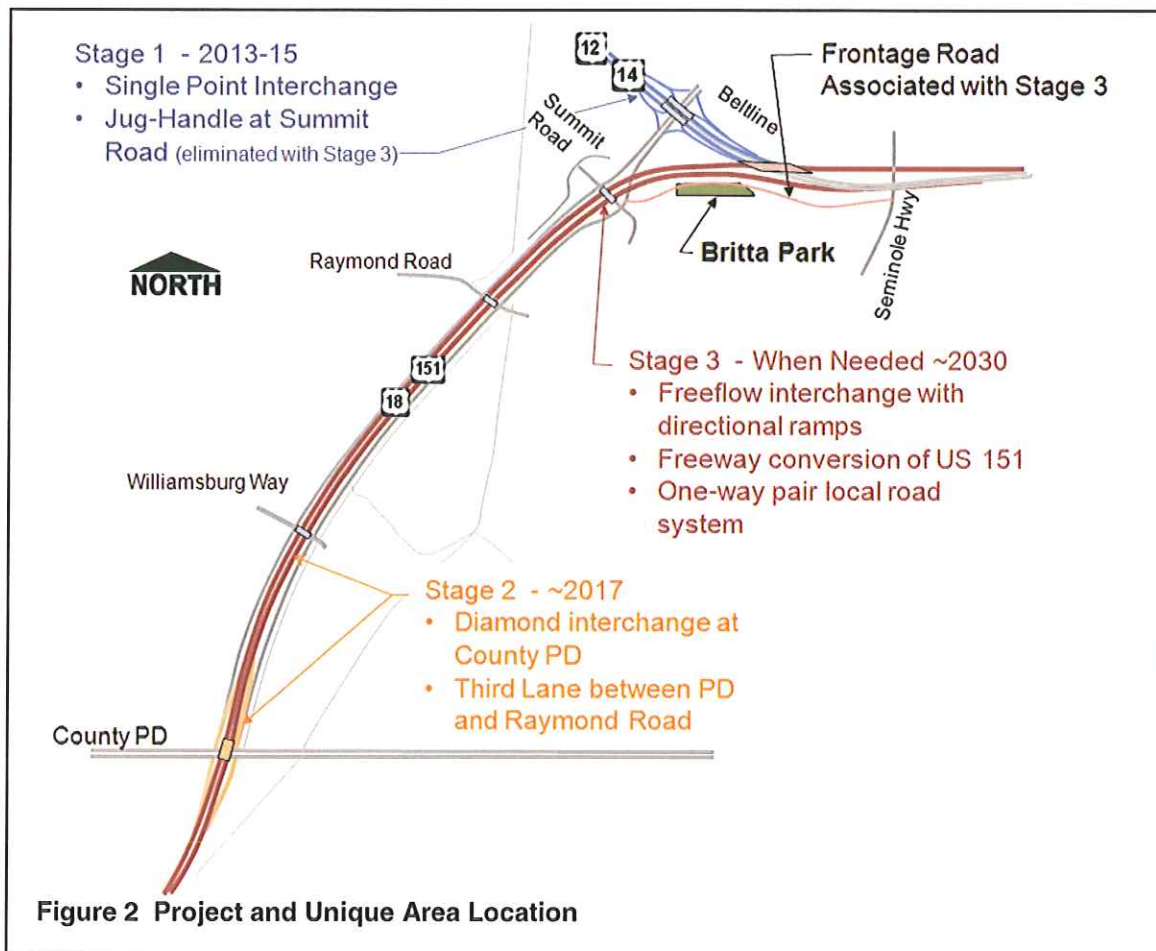 Stage 1 - 2013-15
• Single Point Interchange
• Jug-Handle at Summit
Road (eliminated with Stage 3)
12
14
Summit
Road
Beltline
Frontage Road
Associated with Stage 3
Seminole Hwy
Britta Park
NORTH
Raymond Road
151
18
Stage 3 - When Needed ~2030
• Freeflow interchange with
directional ramps
• Freeway conversion of US 151
• One-way pair local road
system
Williamsburg Way
Stage 2 - ~2017
• Diamond interchange at
County PD
• Third Lane between PD
and Raymond Road
County PD
Figure 2 Project and Unique Area Location